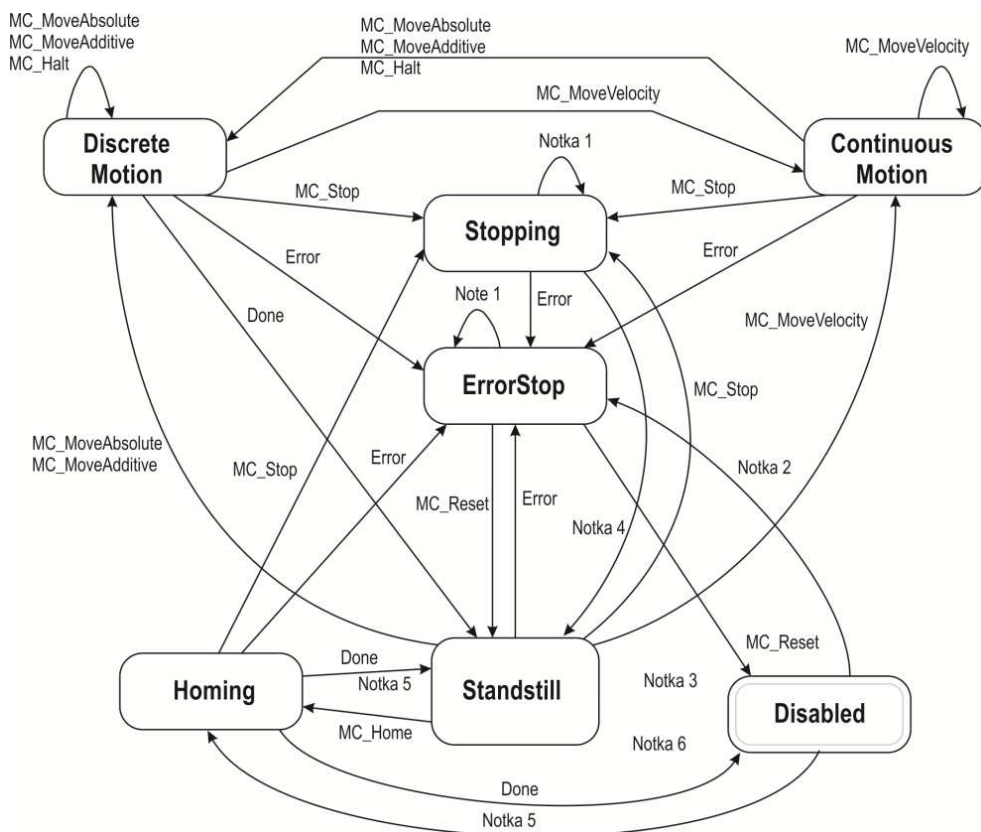 MC_MoveAbsolute
MC_MoveAdditive
MC_Halt
MC_MoveAbsolute
MC_MoveAdditive
MC_Halt
MC_MoveVelocity
MC_MoveVelocity
Discrete
Motion
Continuous
Motion
Notka 1
MC_Stop
MC_Stop
Stopping
Error
Error
Note 1
Error
Done
MC_MoveVelocity
ErrorStop
MC_Stop
MC_MoveAbsolute
MC_MoveAdditive
MC_Stop
Error
MC_Reset
Error
Notka 4
Notka 2
MC_Reset
Done
Notka 5
Notka 3
Homing
Standstill
Disabled
MC_Home
Notka 6
Done
Notka 5